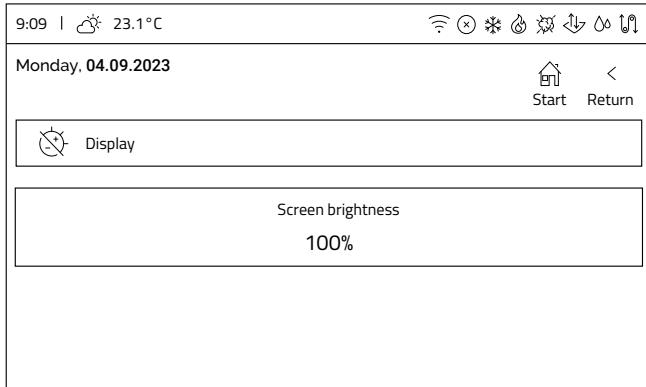 9:09 | 23.1°C
Monday, 04.09.2023
Start Return
Display
Screen brightness
100%